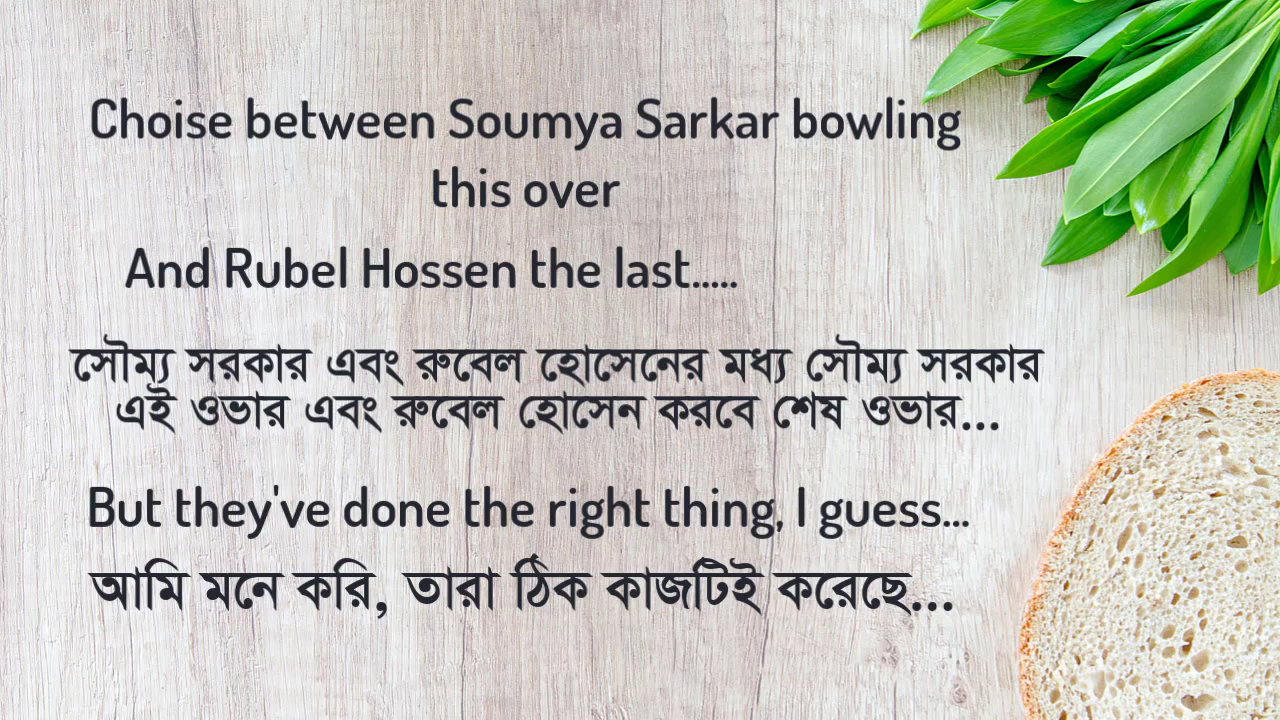 Choise between Soumya Sarkar bowling
this over
And Rubel Hossen the last.....
সৌম্য সরকার এবং রুবেল হোসেনের মধ্য সৌম্য সরকার
এই ওভার এবং রুবেল হোসেন করবে শেষ ওভার...
But they've done the right thing, I guess...
আমি মনে করি, তারা ঠিক কাজটিই করেছে...